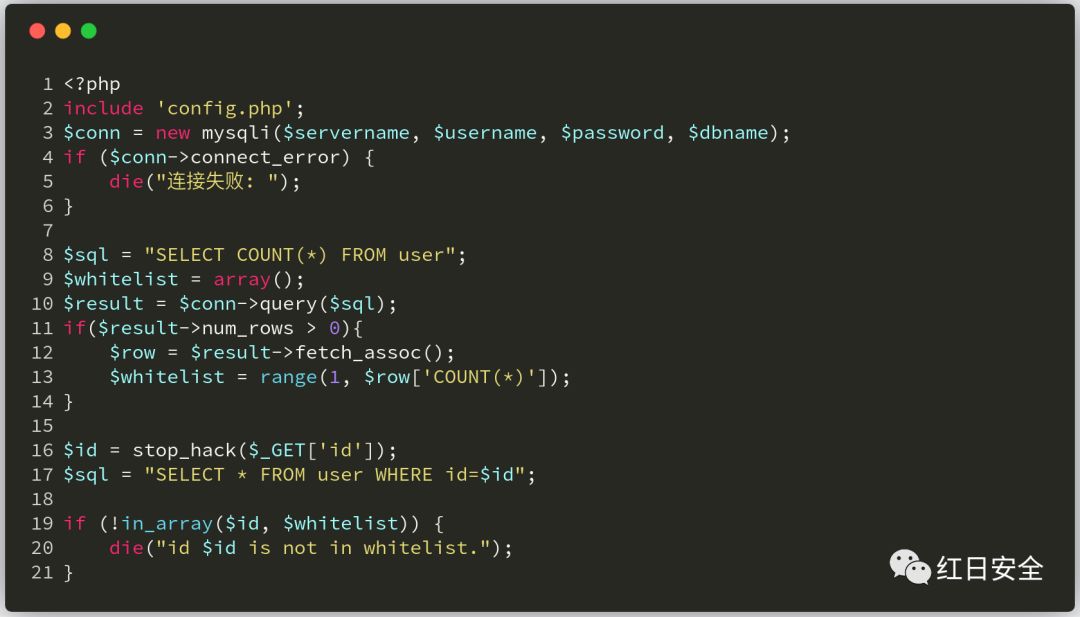 1 <?php
2 include 'config.php';
3 $conn = new mysqli($servername, $username, $password, $dbname);
4 if ($conn->connect_error) {
5     die("连接失败: ");
6 }
7
8 $sql = "SELECT COUNT(*) FROM user";
9 $whitelist = array();
10 $result = $conn->query($sql);
11 if($result->num_rows > 0){
12     $row = $result->fetch_assoc();
13     $whitelist = range(1, $row['COUNT(*)']);
14 }
15
16 $id = stop_hack($_GET['id']);
17 $sql = "SELECT * FROM user WHERE id=$id";
18
19 if (!in_array($id, $whitelist)) {
20     die("id $id is not in whitelist.");
21 }
红日安全